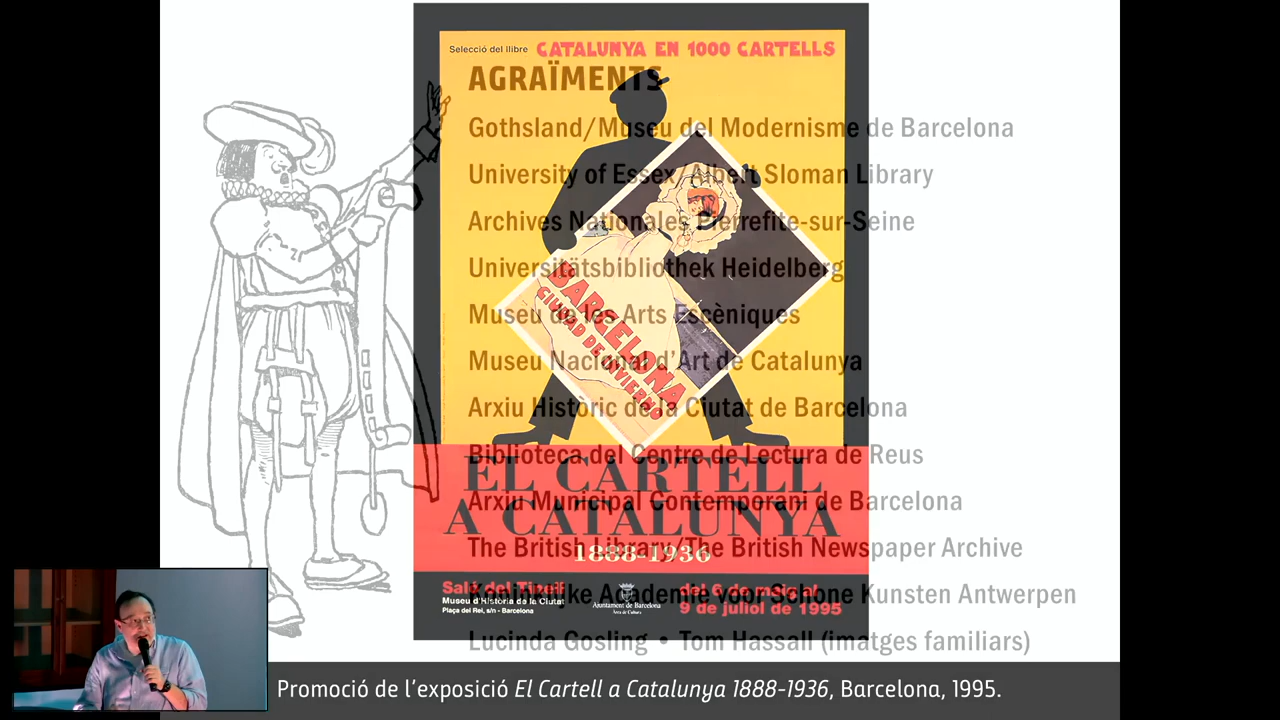 Selecció del llibre CATALUNYA EN 1000 CARTELLS
AGRAÏMENTS
Gothsland/Museu del Modernisme de Barcelona
University of Essex/Albert Sloman Library
Archives Nationales Pierrefite-sur-Seine
Universitätsbibliothek Heidelberg
Museu de les Arts Escèniques
Museu Nacional d'Art de Catalunya
Arxiu Històric de la Ciutat de Barcelona
Biblioteca del Centre de Lectura de Reus
Arxiu Municipal Contemporani de Barcelona
The British Library/The British Newspaper Archive
Koninklijke Academie voor Schone Kunsten Antwerpen
Lucinda Gosling • Tom Hassall (imatges familiars)
BARCELONA
CIUDAD DE INVIERNO
EL CARTELL
A CATALUNYA
1888-1936
Saló del Tinell
Museu d'Història de la Ciutat
Plaça del Rei, s/n - Barcelona
Ajuntament de Barcelona
Àrea de Cultura
del 6 de maig al
9 de juliol de 1995
Promoció de l'exposició El Cartell a Catalunya 1888-1936, Barcelona, 1995.